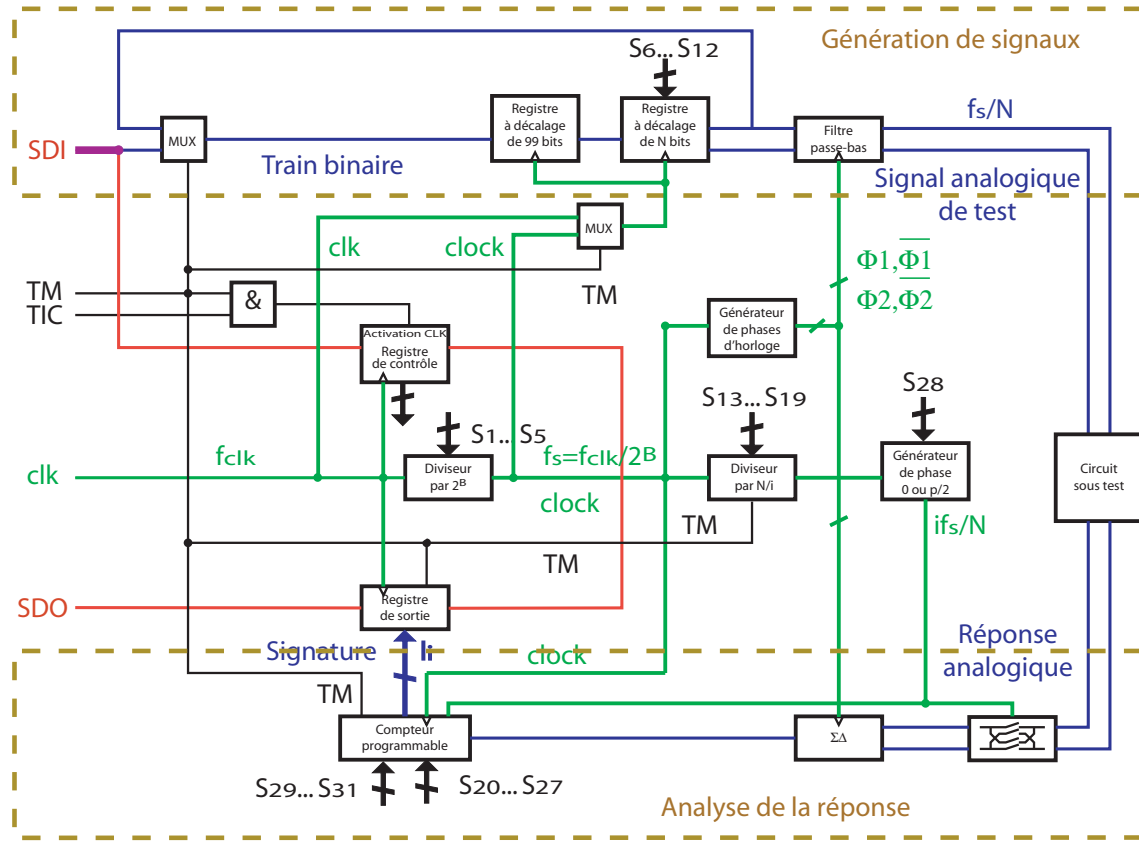 Génération de signaux
S6... S12
fs/N
Registre
à décalage
de 99 bits
Registre
à décalage
de N bits
Filtre
passe-bas
MUX
SDI
Train binaire
Signal analogique
de test
MUX
clk
clock
Φ1,Φ1
Φ2,Φ2
TM
TIC
&
TM
Activation CLK
Registre
de contrôle
Générateur
de phases
d'horloge
S1... S5
S13... S19
S28
fclk
fs=fclk/2B
clk
Diviseur
par 2B
Diviseur
par N/i
Générateur
de phase
0 ou p/2
Circuit
sous test
clock
TM
ifs/N
TM
SDO
Registre
de sortie
Signature
Ii
clock
Réponse
analogique
TM
Compteur
programmable
ΣΔ
S29... S31
S20... S27
Analyse de la réponse